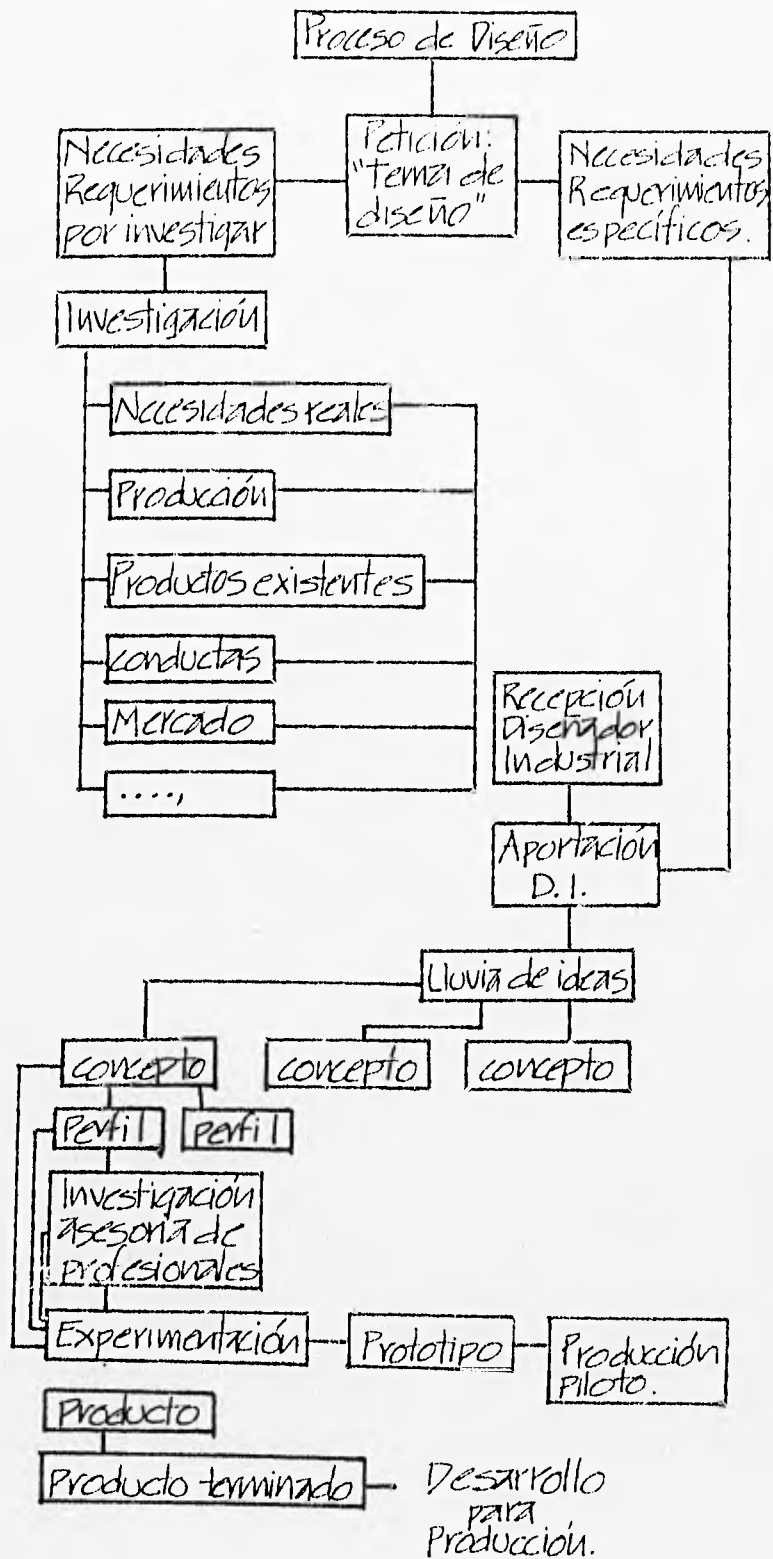 Proceso de Diseño
Necesidades
Requerimientos
por investigar
Petición:
"Tema de
diseño"
Necesidades
Requerimientos
específicos.
Investigación
Necesidades reales
Producción
Productos existentes
conductas
Mercado
....,
Recepción
Diseñador
Industrial
Aportación
D.I.
Lluvia de ideas
concepto
concepto
concepto
Perfil
perfil
Investigación
asesoría de
profesionales
Experimentación
Prototipo
Producción
piloto.
Producto
Producto terminado
Desarrollo
para
Producción.